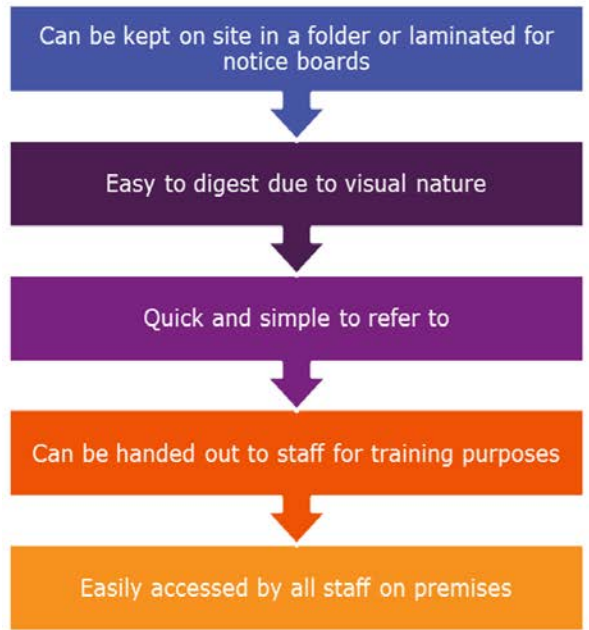 Can be kept on site in a folder or laminated for
notice boards
Easy to digest due to visual nature
Quick and simple to refer to
Can be handed out to staff for training purposes
Easily accessed by all staff on premises